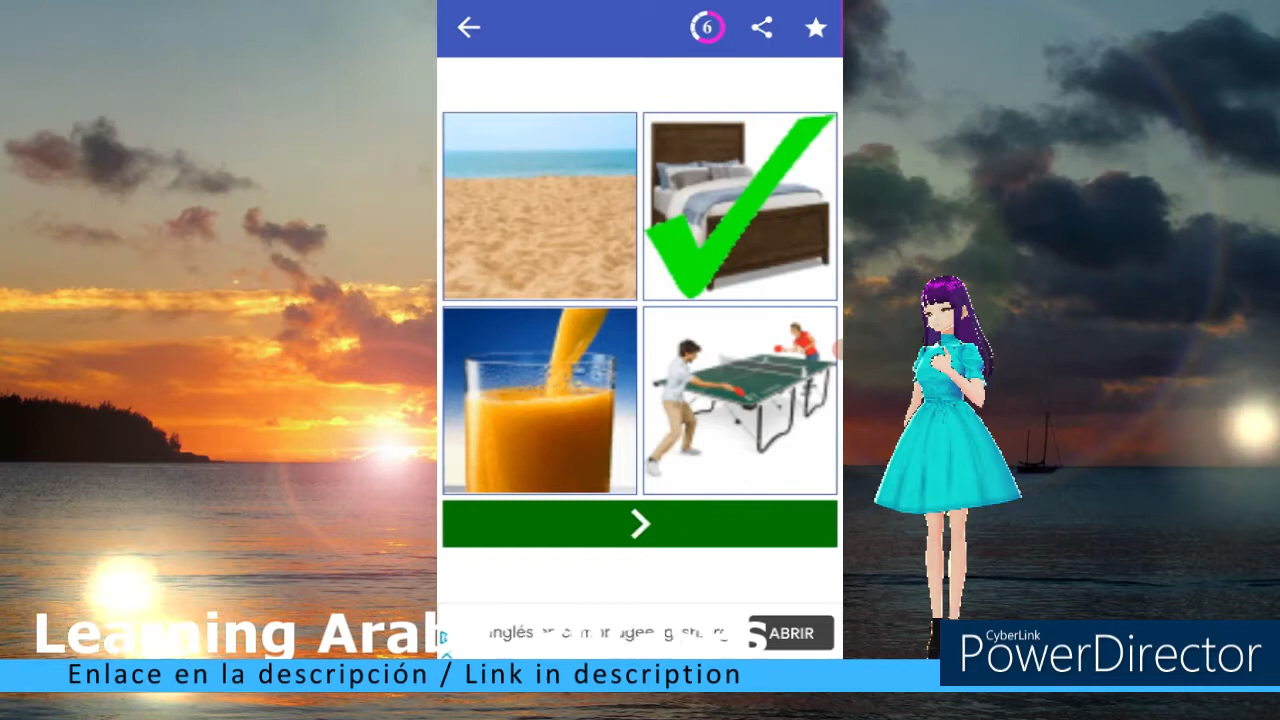 6
Learning Arab
inglés
ABRIR
Enlace en la descripción / Link in description
CyberLink
PowerDirector